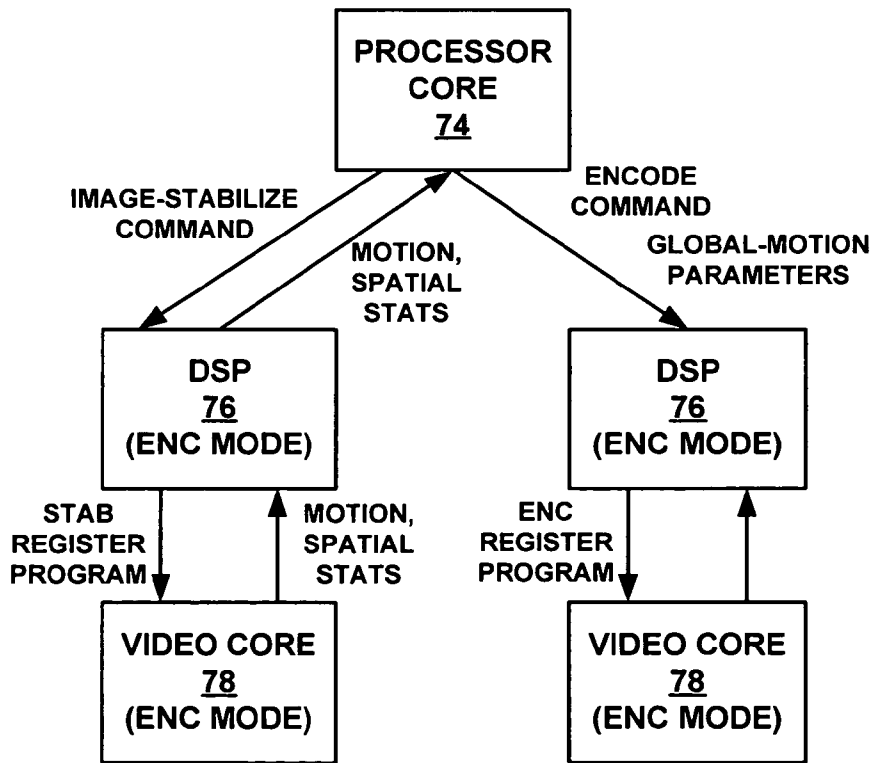 PROCESSOR
CORE
74
IMAGE-STABILIZE
COMMAND
MOTION,
SPATIAL
STATS
ENCODE
COMMAND
GLOBAL-MOTION
PARAMETERS
DSP
76
(ENC MODE)
DSP
76
(ENC MODE)
STAB
REGISTER
PROGRAM
MOTION,
SPATIAL
STATS
ENC
REGISTER
PROGRAM
VIDEO CORE
78
(ENC MODE)
VIDEO CORE
78
(ENC MODE)